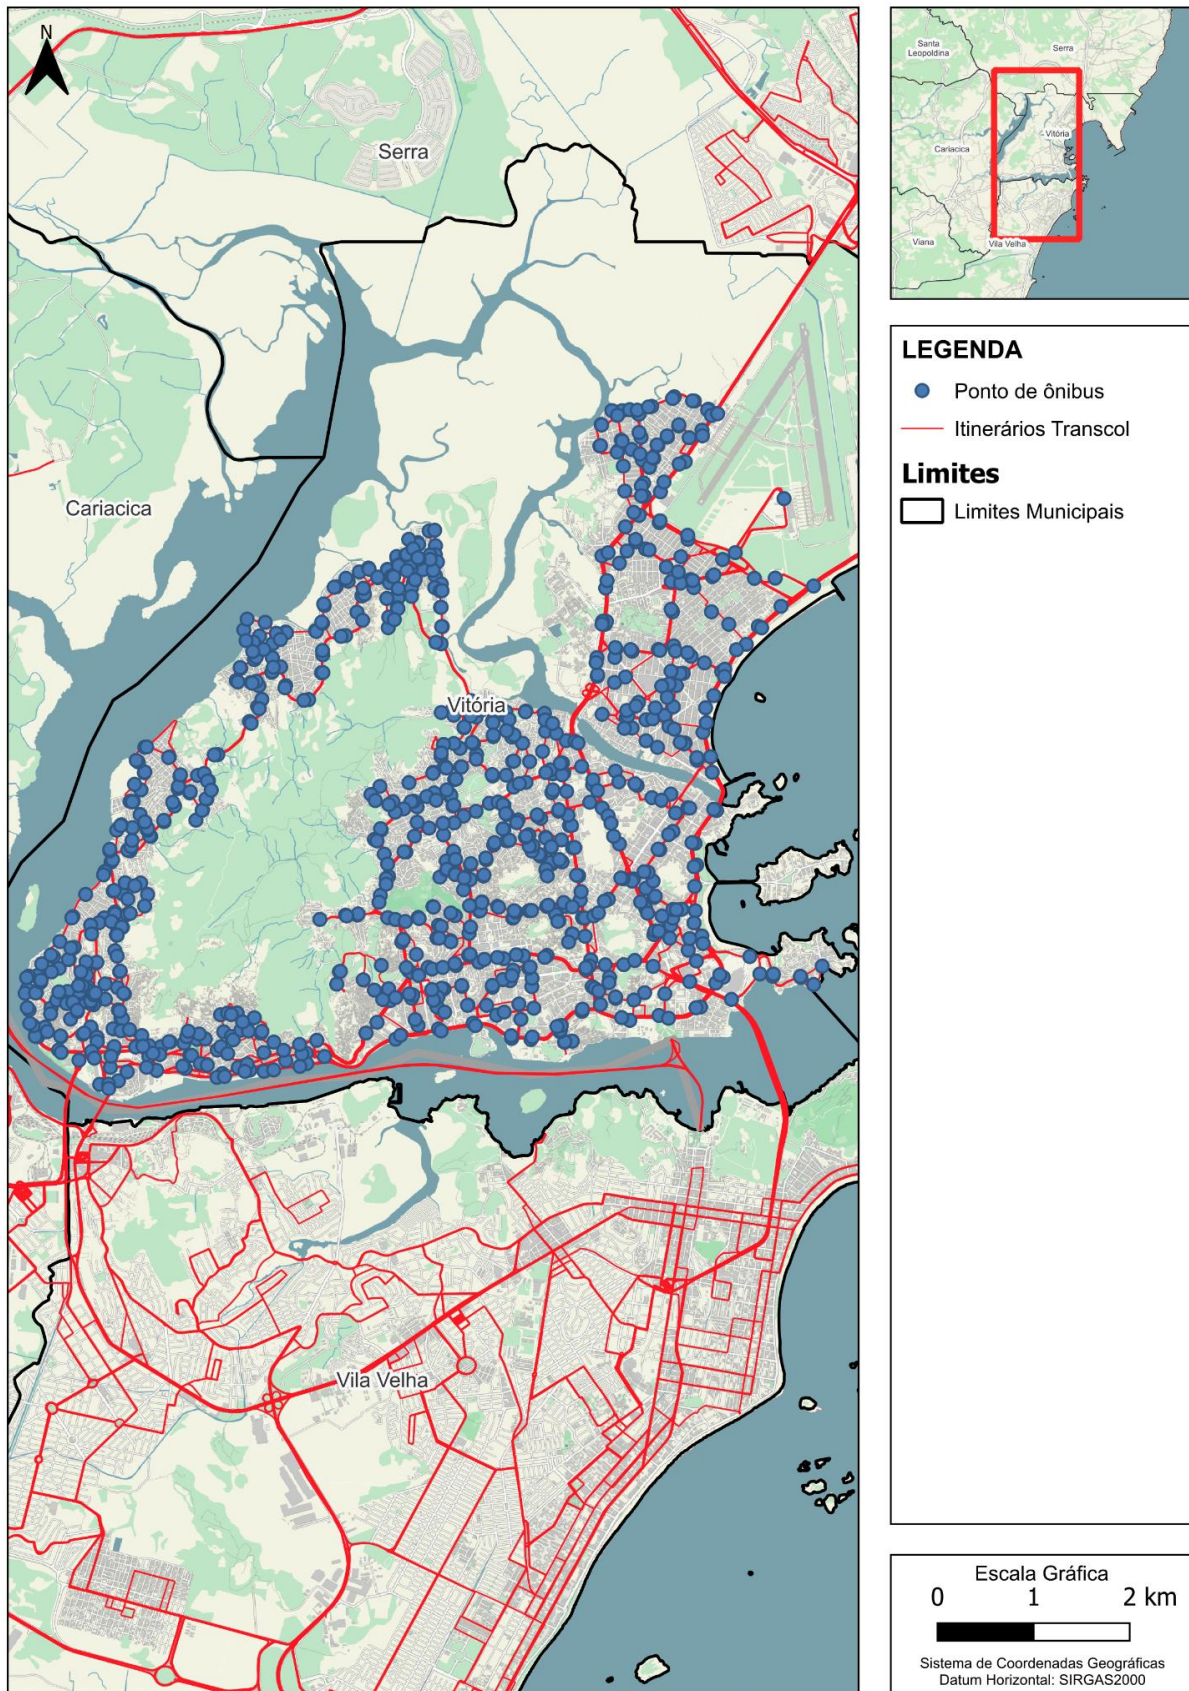 N
Serra
Cariacica
Vitória
Vila Velha
Santa
Leopoldina
Serra
Vitória
Cariacica
Viana
Vila Velha
LEGENDA
Ponto de ônibus
Itinerários Transcol
Limites
Limites Municipais
Escala Gráfica
0 1 2 km
Sistema de Coordenadas Geográficas
Datum Horizontal: SIRGAS2000